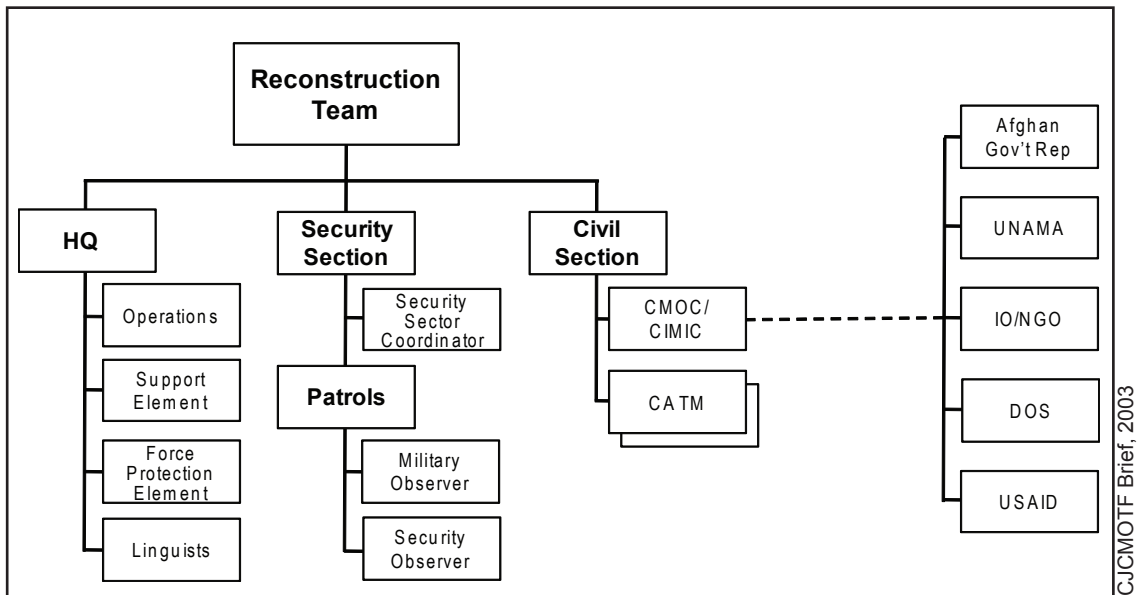 Reconstruction
Team
HQ
Operations
Support
Element
Force
Protection
Element
Linguists
Security
Section
Security
Sector
Coordinator
Patrols
Military
Observer
Security
Observer
Civil
Section
CMOC/
CIMIC
CATM
Afghan
Gov't Rep
UNAMA
IO/NGO
DOS
USAID
CJCMOTF Brief, 2003